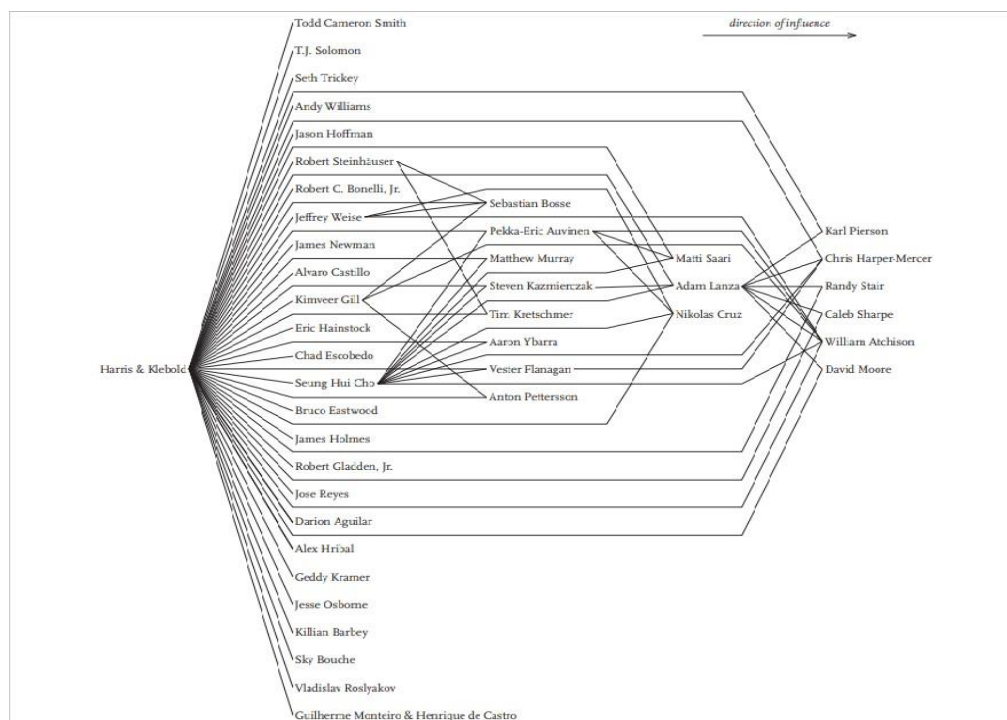 Todd Cameron Smith
direction of influence
T.J. Solomon
Seth Trickey
Andy Williams
Jason Hoffman
Robert Steinhäuser
Robert C. Bonelli, Jr.
Sebastian Bosse
Jeffrey Weise
Pekka-Eric Auvinen
Karl Pierson
James Newman
Matthew Murray
Matti Saari
Chris Harper-Mercer
Alvaro Castillo
Steven Kazmierczak
Adam Lanza
Randy Stair
Kimveer Gill
Tim Kretschmer
Nikolas Cruz
Caleb Sharpe
Eric Hainstock
Aaron Ybarra
William Atchison
Chad Escobedo
Harris & Klebold
Vester Flanagan
David Moore
Seung Hui Cho
Anton Pettersson
Bruco Eastwood
James Holmes
Robert Gladden, Jr.
Jose Reyes
Darion Aguilar
Alex Hribal
Geddy Kramer
Jesse Osborne
Killian Barbey
Sky Bouche
Vladislav Roslyakov
Guilherme Monteiro & Henrique de Castro